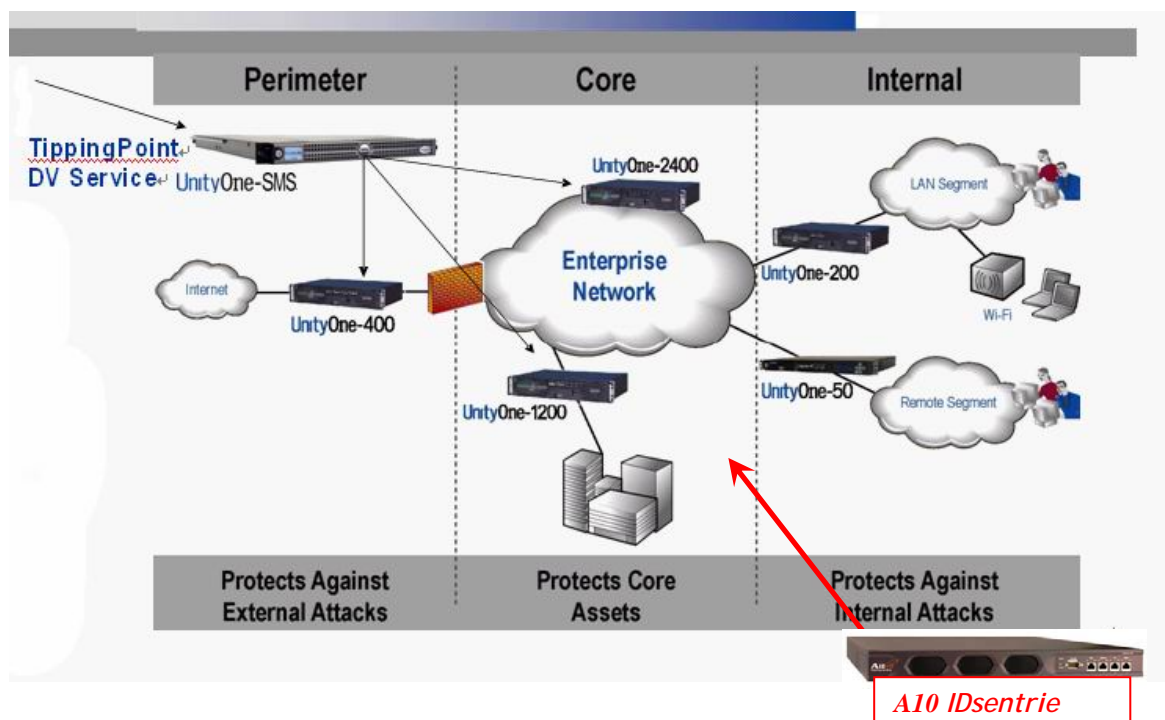 Perimeter
Core
Internal
TippingPoint
DV Service
UnityOne-SMS
UnityOne-2400
LAN Segment
Enterprise
Network
Internet
UnityOne-400
UnityOne-200
Wi-Fi
UnityOne-1200
UnityOne-50
Remote Segment
Protects Against
External Attacks
Protects Core
Assets
Protects Against
Internal Attacks
A10
A10 IDsentrie